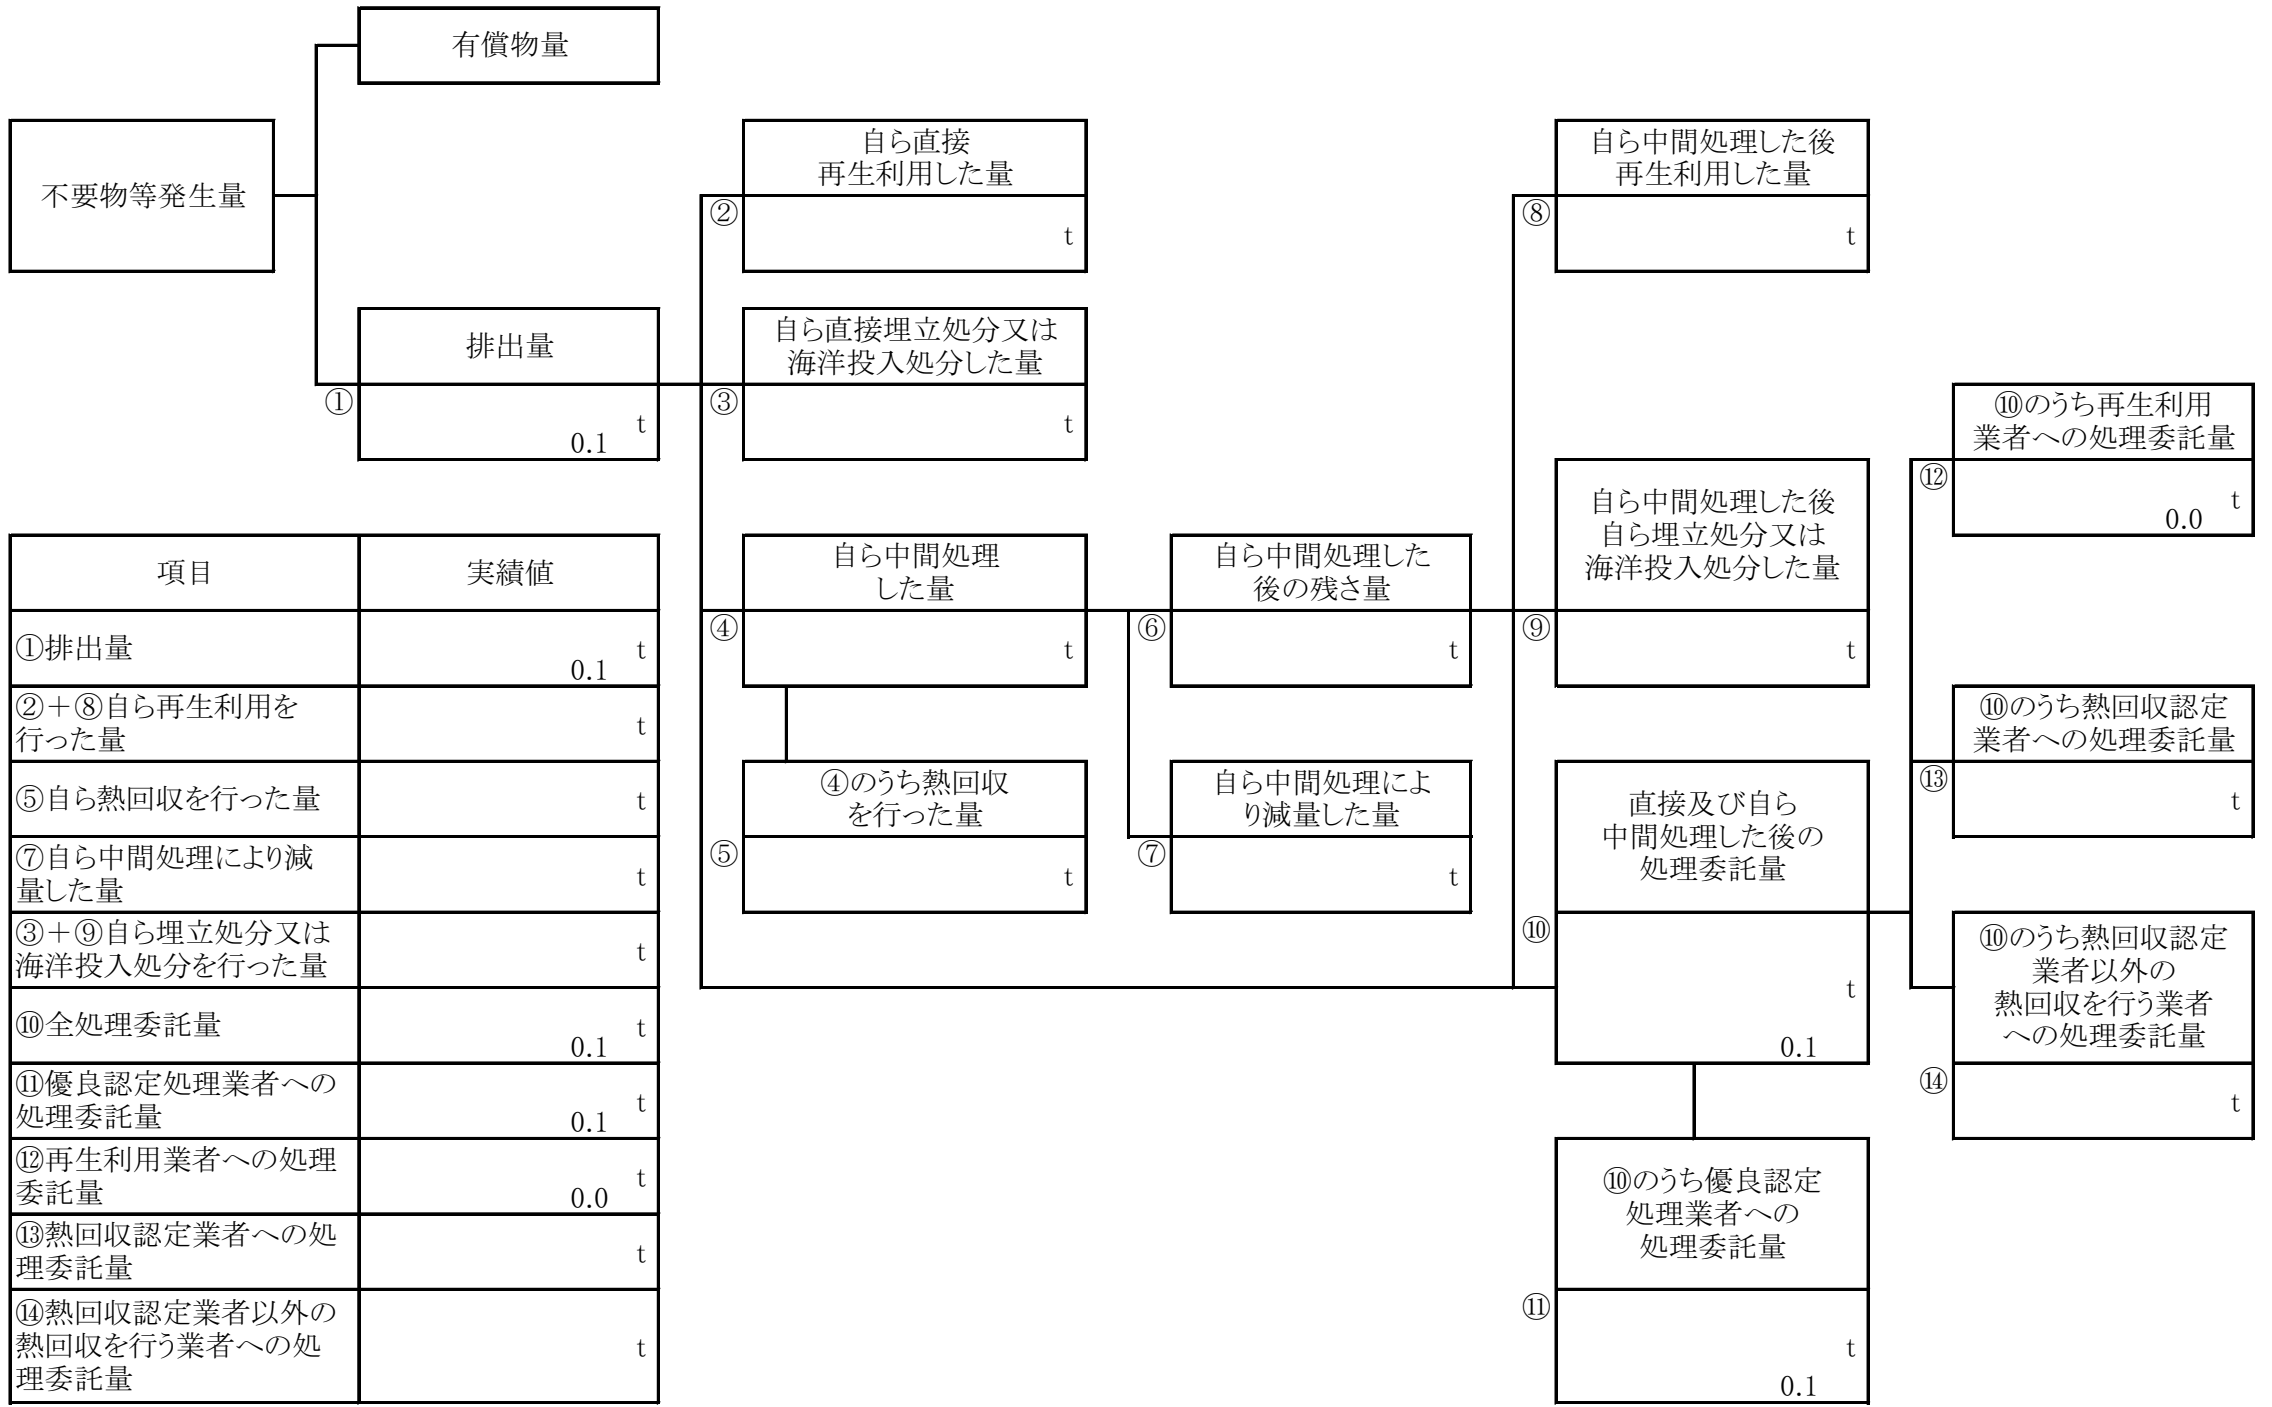 有償物量
不要物等発生量
排出量
①
t
0.1
自ら直接
再生利用した量
②
t
自ら直接埋立処分又は
海洋投入処分した量
③
t
自ら中間処理
した量
④
t
④のうち熱回収
を行った量
⑤
t
自ら中間処理した
後の残さ量
⑥
t
自ら中間処理によ
り減量した量
⑦
t
自ら中間処理した後
再生利用した量
⑧
t
自ら中間処理した後
自ら埋立処分又は
海洋投入処分した量
⑨
t
直接及び自ら
中間処理した後の
処理委託量
⑩
t
0.1
⑩のうち優良認定
処理業者への
処理委託量
⑪
t
0.1
⑩のうち再生利用
業者への処理委託量
⑫
t
0.0
⑩のうち熱回収認定
業者への処理委託量
⑬
t
⑩のうち熱回収認定
業者以外の
熱回収を行う業者
への処理委託量
⑭
t
項目 実績値
①排出量
t
0.1
②+⑧自ら再生利用を
行った量
t
⑤自ら熱回収を行った量 t
⑦自ら中間処理により減
量した量
t
③+⑨自ら埋立処分又は
海洋投入処分を行った量
t
⑩全処理委託量
t
0.1
⑪優良認定処理業者への
処理委託量
t
0.1
⑫再生利用業者への処理
委託量
t
0.0
⑬熱回収認定業者への処
理委託量
t
⑭熱回収認定業者以外の
熱回収を行う業者への処
理委託量
t